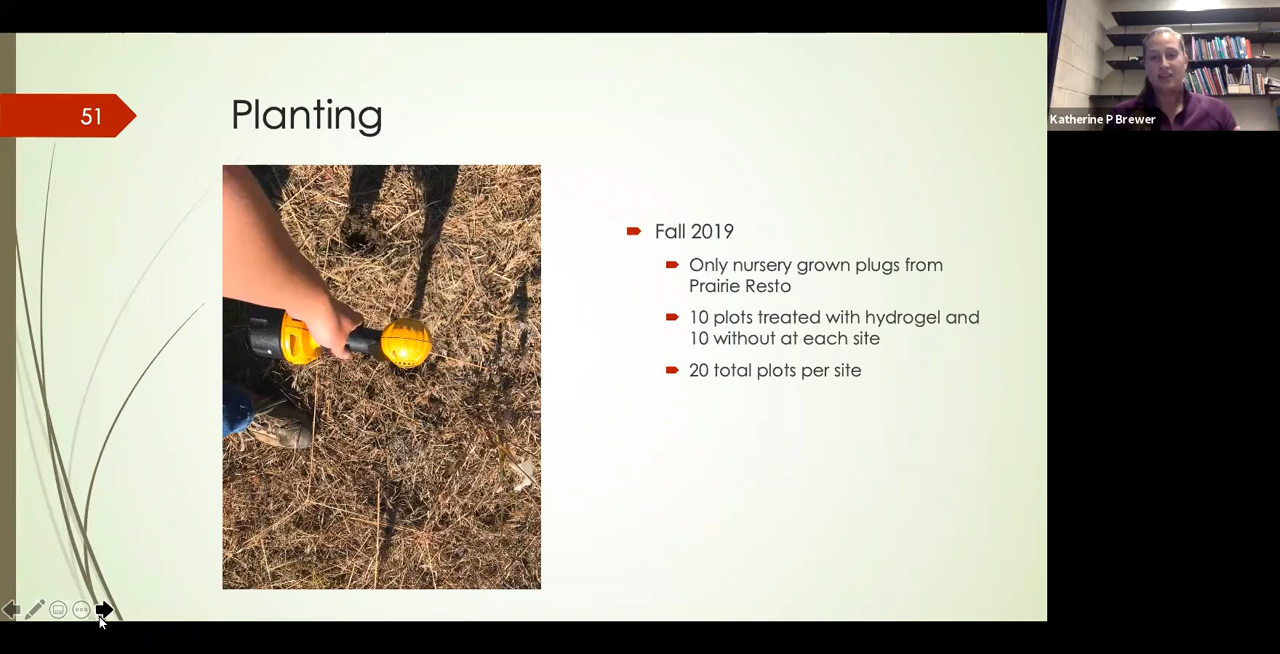 51
Planting
Fall 2019
Only nursery grown plugs from
Prairie Resto
10 plots treated with hydrogel and
10 without at each site
20 total plots per site
Katherine P Brewer